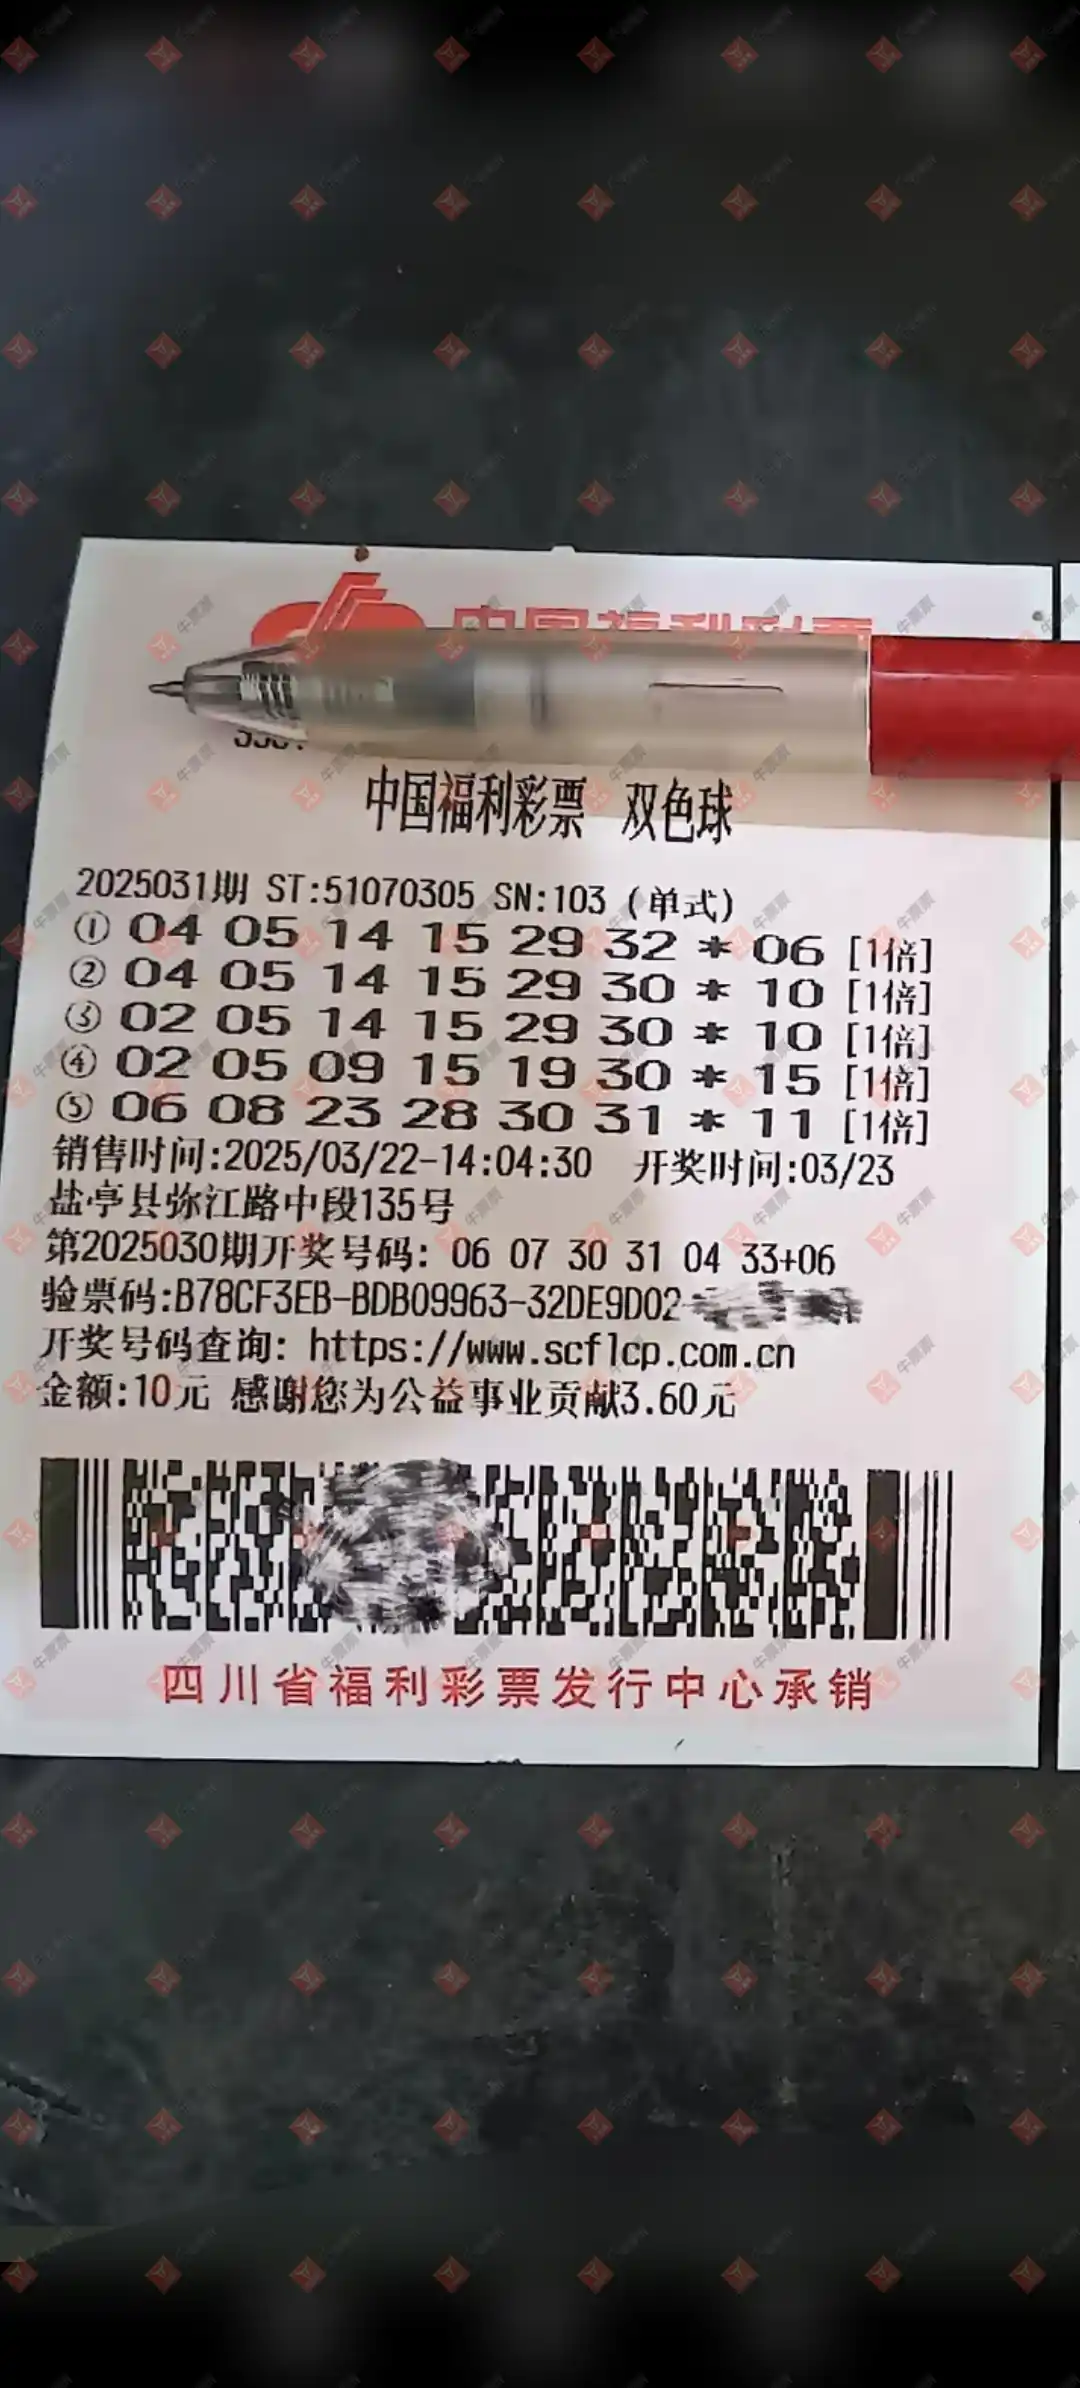 中国福利彩票
中国福利彩票 双色球
2025031期 ST:51070305 SN:103 (单式)
① 04 05 14 15 29 32 * 06 [1倍]
② 04 05 14 15 29 30 * 10 [1倍]
③ 02 05 14 15 29 30 * 10 [1倍]
④ 02 05 09 15 19 30 * 15 [1倍]
⑤ 06 08 23 28 30 31 * 11 [1倍]
销售时间:2025/03/22-14:04:30 开奖时间:03/23
盐亭县弥江路中段135号
第2025030期开奖号码: 06 07 30 31 04 33+06
验票码:B78CF3EB-BDB09963-32DE9D02-
开奖号码查询: https://www.scflcp.com.cn
金额:10元 感谢您为公益事业贡献3.60元
四川省福利彩票发行中心承销